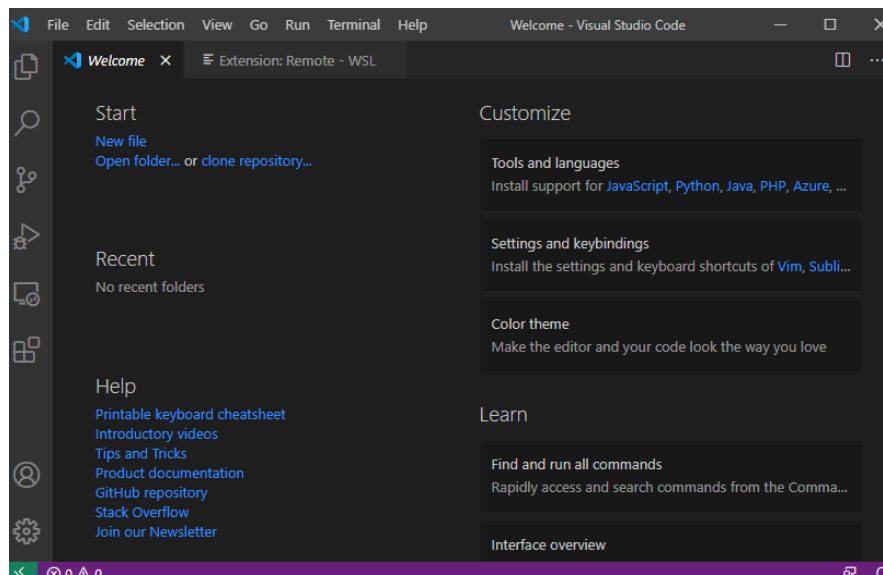 File Edit Selection View Go Run Terminal Help Welcome - Visual Studio Code
Welcome Extension: Remote - WSL
Start
New file
Open folder... or clone repository...
Recent
No recent folders
Help
Printable keyboard cheatsheet
Introductory videos
Tips and Tricks
Product documentation
GitHub repository
Stack Overflow
Join our Newsletter
Customize
Tools and languages
Install support for JavaScript, Python, Java, PHP, Azure, ...
Settings and keybindings
Install the settings and keyboard shortcuts of Vim, Subli...
Color theme
Make the editor and your code look the way you love
Learn
Find and run all commands
Rapidly access and search commands from the Comma...
Interface overview
0 0